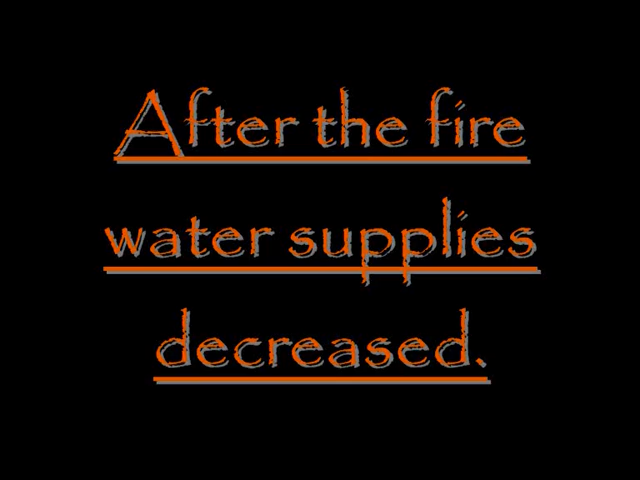 After the fire
water supplies
decreased.